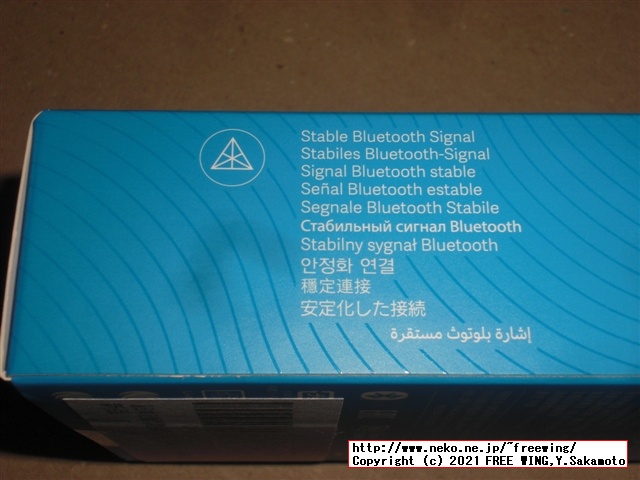 Stable Bluetooth Signal
Stabiles Bluetooth-Signal
Signal Bluetooth stable
Señal Bluetooth estable
Segnale Bluetooth Stabile
Стабильный сигнал Bluetooth
Stabilny sygnał Bluetooth
안정화 연결
穩定連接
安定化した接続
إشارة بلوتوث مستقرة
http://www.neko.ne.jp/~freewing/
Copyright (c) 2021 FREE WING,Y.Sakamoto